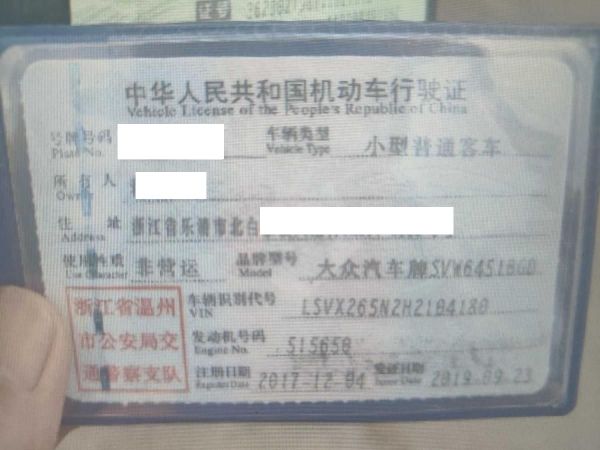 中华人民共和国机动车行驶证
Vehicle License of the People's Republic of China
号牌号码
Plate No.
车辆类型
Vehicle Type
小型普通客车
所有人
Owner
住址
Address
浙江省乐清市北白
使用性质
Use Character
非营运
品牌型号
Model
大众汽车牌SVW6451BGD
车辆识别代号
VIN
LSVX265N2H2184180
发动机号码
Engine No.
S15650
注册日期
Register Date
2017-12-04
发证日期
Issue Date
2019-09-23
浙江省温州
市公安局交
通警察支队